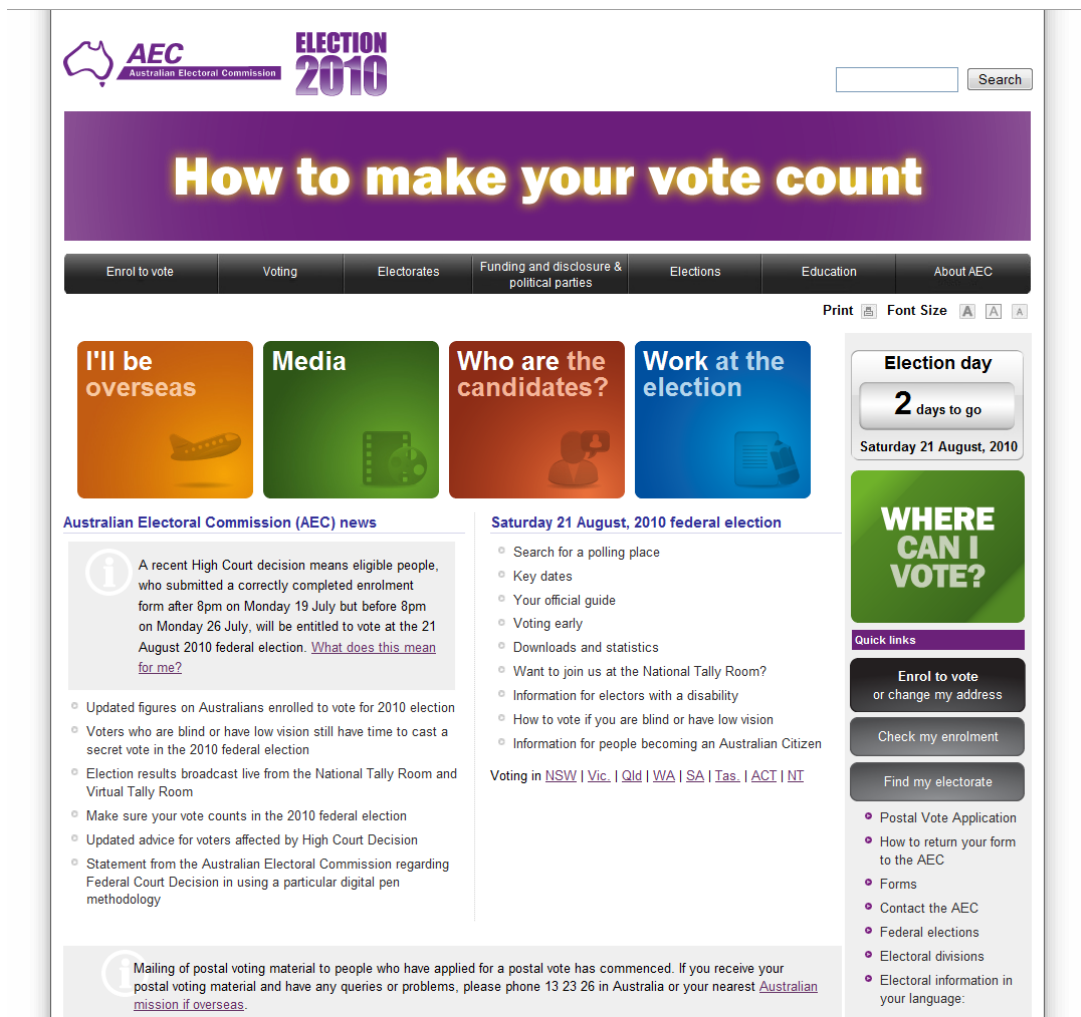 AEC
Australian Electoral Commission
ELECTION
2010
Search
How to make your vote count
Enrol to vote
Voting
Electorates
Funding and disclosure &
political parties
Elections
Education
About AEC
Print
Font Size
A
A
A
I'll be
overseas
Media
Who are the
candidates?
Work at the
election
Election day
2 days to go
Saturday 21 August, 2010
WHERE
CAN I
VOTE?
Australian Electoral Commission (AEC) news
A recent High Court decision means eligible people,
who submitted a correctly completed enrolment
form after 8pm on Monday 19 July but before 8pm
on Monday 26 July, will be entitled to vote at the 21
August 2010 federal election. What does this mean
for me?
Updated figures on Australians enrolled to vote for 2010 election
Voters who are blind or have low vision still have time to cast a
secret vote in the 2010 federal election
Election results broadcast live from the National Tally Room and
Virtual Tally Room
Make sure your vote counts in the 2010 federal election
Updated advice for voters affected by High Court Decision
Statement from the Australian Electoral Commission regarding
Federal Court Decision in using a particular digital pen
methodology
Saturday 21 August, 2010 federal election
Search for a polling place
Key dates
Your official guide
Voting early
Downloads and statistics
Want to join us at the National Tally Room?
Information for electors with a disability
How to vote if you are blind or have low vision
Information for people becoming an Australian Citizen
Voting in NSW | Vic. | Qld | WA | SA | Tas. | ACT | NT
Quick links
Enrol to vote
or change my address
Check my enrolment
Find my electorate
Postal Vote Application
How to return your form
to the AEC
Forms
Contact the AEC
Federal elections
Electoral divisions
Electoral information in
your language:
Mailing of postal voting material to people who have applied for a postal vote has commenced. If you receive your
postal voting material and have any queries or problems, please phone 13 23 26 in Australia or your nearest Australian
mission if overseas.